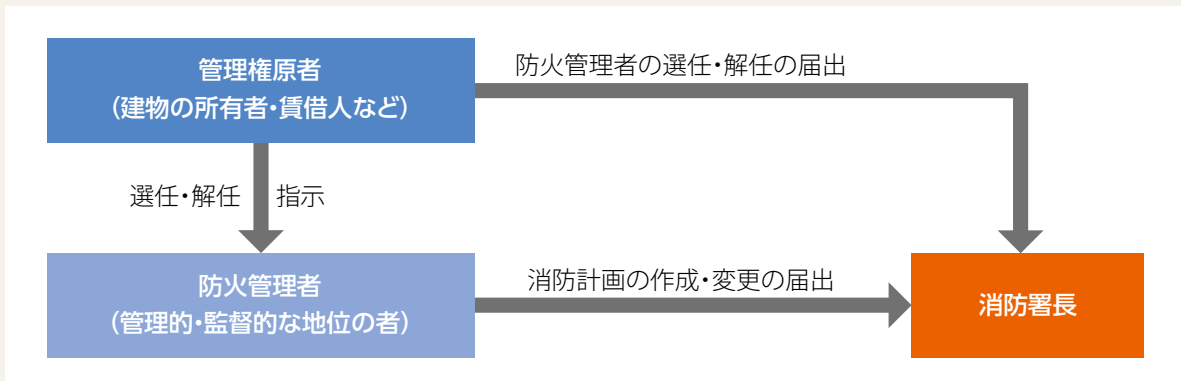 管理権原者
（建物の所有者・賃借人など）
防火管理者の選任・解任の届出
選任・解任 指示
防火管理者
（管理的・監督的な地位の者）
消防計画の作成・変更の届出
消防署長